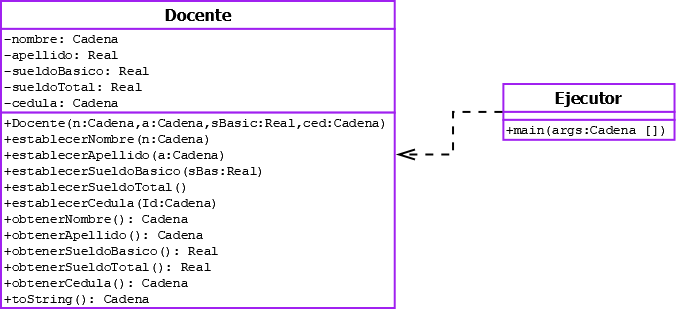 Docente
-nombre: Cadena
-apellido: Real
-sueldoBasico: Real
-sueldoTotal: Real
-cedula: Cadena
+Docente(n:Cadena,a:Cadena,sBasic:Real,ced:Cadena)
+establecerNombre(n:Cadena)
+establecerApellido(a:Cadena)
+establecerSueldoBasico(sBas:Real)
+establecerSueldoTotal()
+establecerCedula(Id:Cadena)
+obtenerNombre(): Cadena
+obtenerApellido(): Cadena
+obtenerSueldoBasico(): Real
+obtenerSueldoTotal(): Real
+obtenerCedula(): Cadena
+toString(): Cadena
Ejecutor
+main(args:Cadena [])